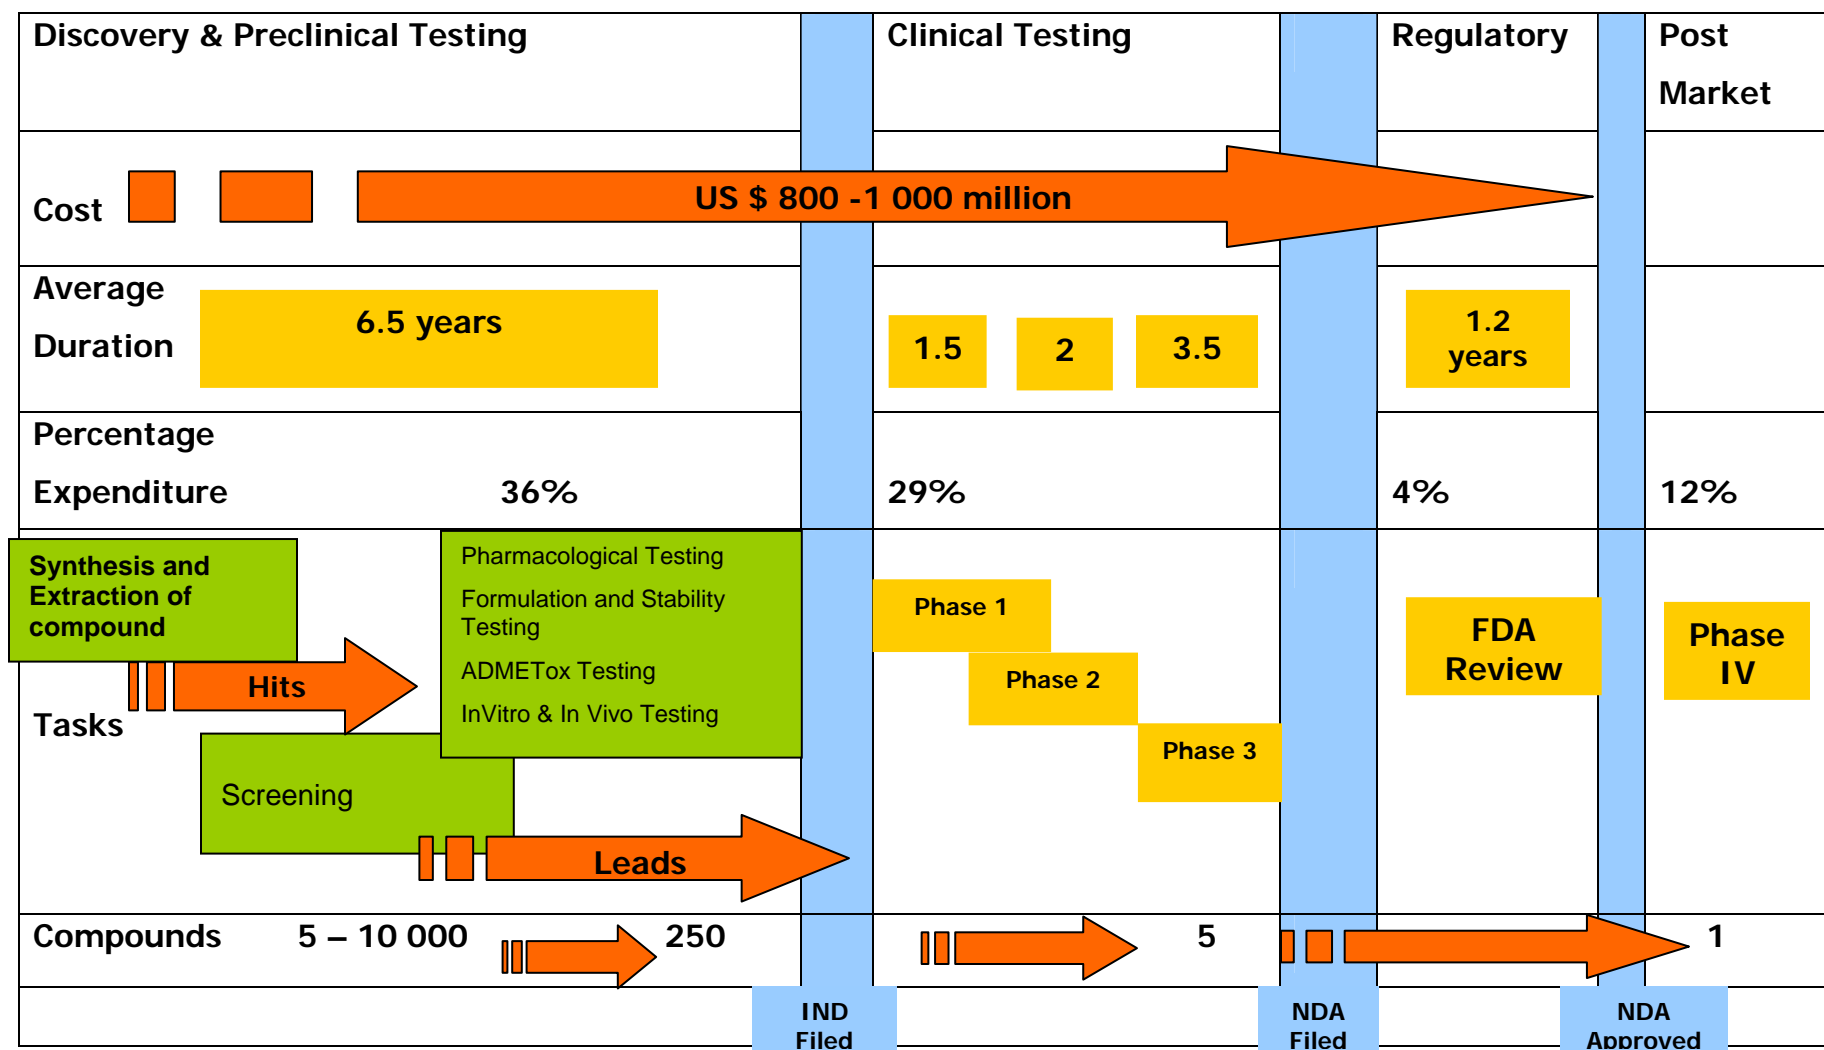 Discovery & Preclinical Testing
Clinical Testing
Regulatory
Post
Market
Cost
US $ 800 -1 000 million
Average
Duration
6.5 years
1.5
2
3.5
1.2
years
Percentage
Expenditure
36%
29%
4%
12%
Tasks
Synthesis and
Extraction of
compound
Hits
Screening
Pharmacological Testing
Formulation and Stability
Testing
ADMETox Testing
InVitro & In Vivo Testing
Leads
Phase 1
Phase 2
Phase 3
FDA
Review
Phase
IV
Compounds
5 – 10 000
250
5
1
IND
Filed
NDA
Filed
NDA
Approved